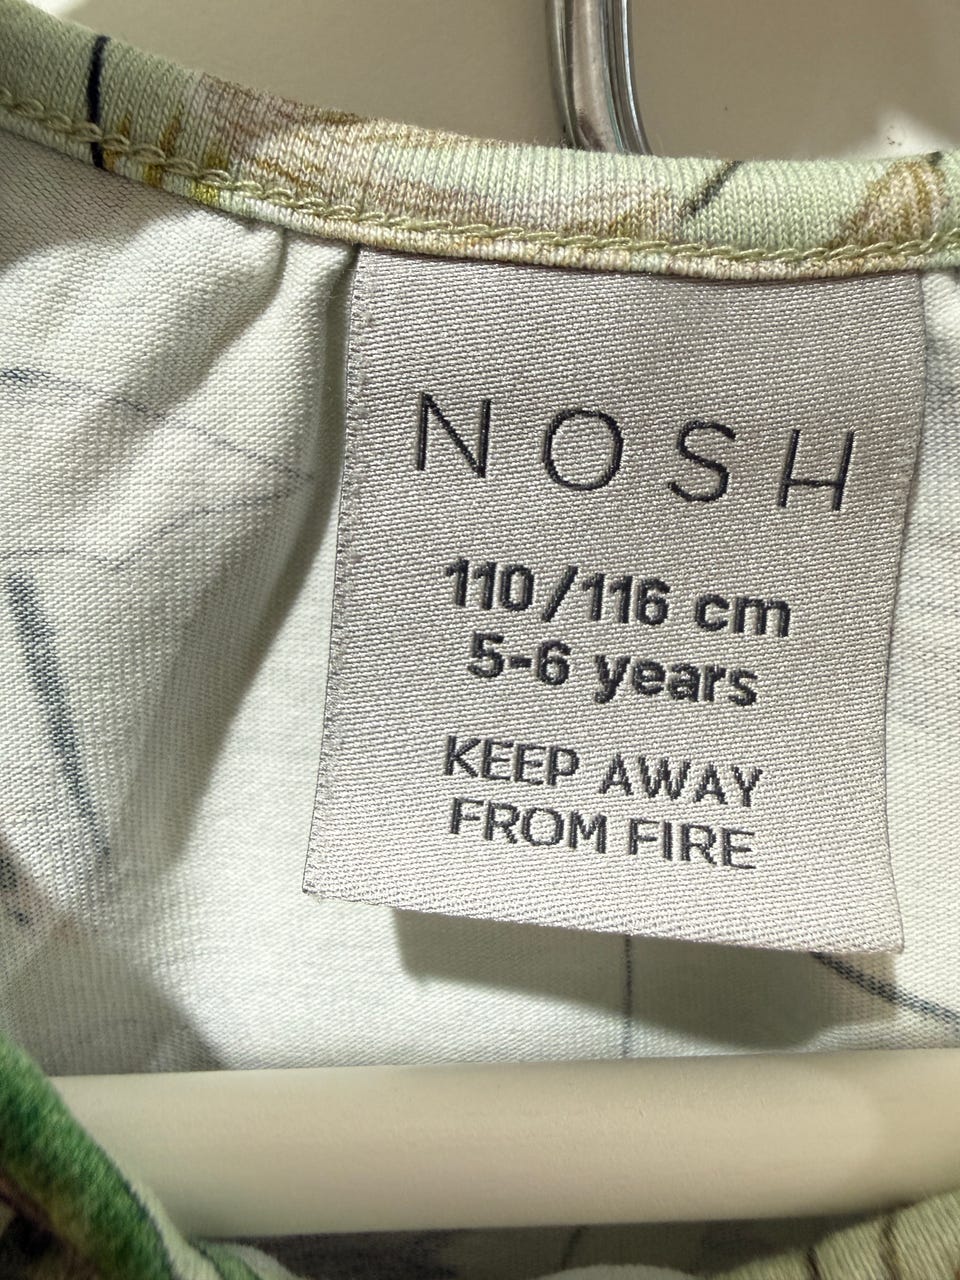 NOSH
110/116 cm
5-6 years
KEEP AWAY
FROM FIRE